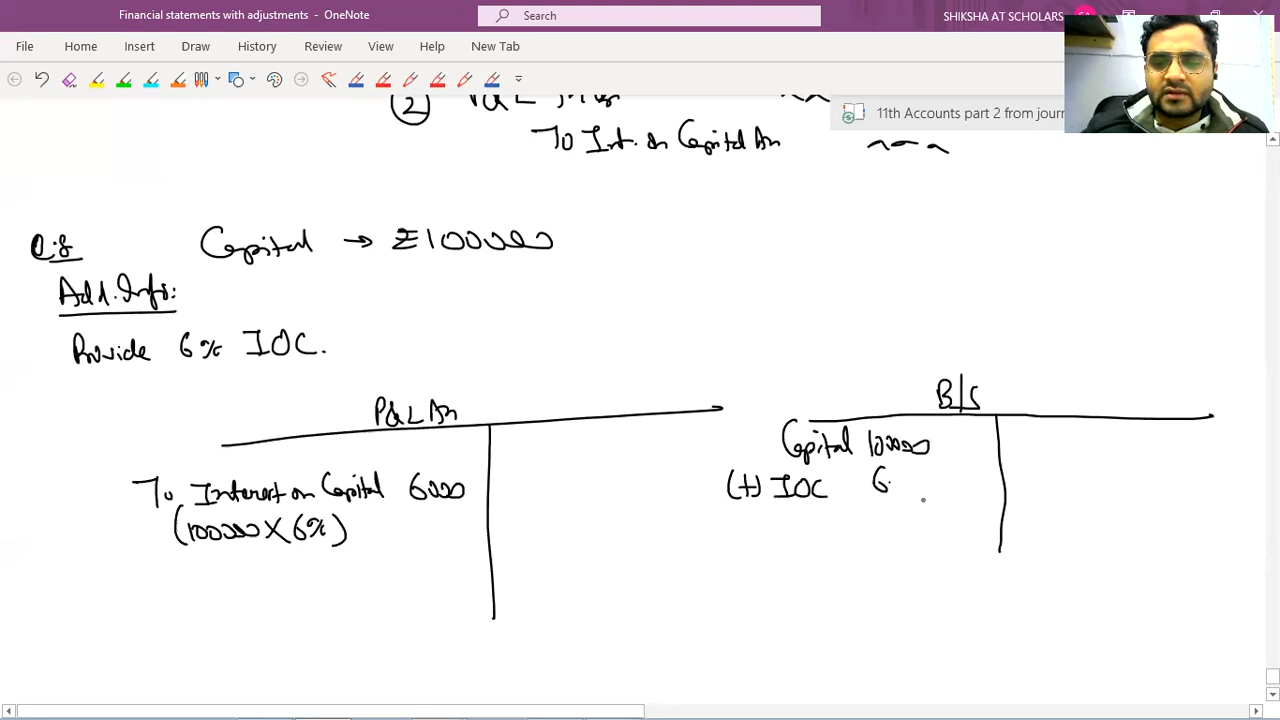 Financial statements with adjustments - OneNote
Search
SHIKSHA AT SCHOLARS
File Home Insert Draw History Review View Help New Tab
11th Accounts part 2 from jour
② P&L
To Int. on Capital A/c
e.g Capital → ₹100000
Add. Info:
Provide 6% IOC.
P&L A/c
To Interest on Capital 6000
(100000 X 6%)
B/S
Capital 100000
(+) IOC 6